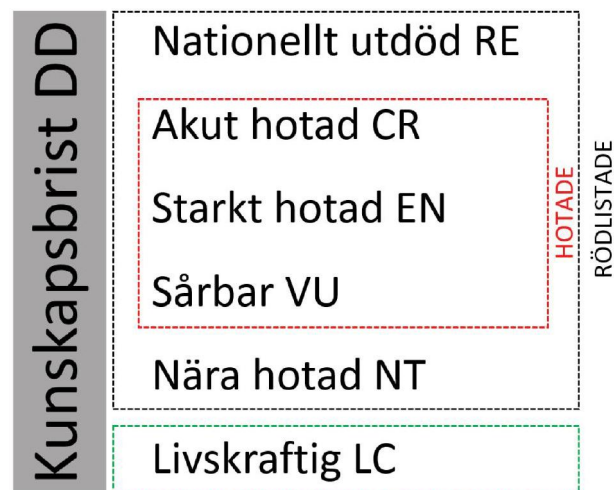 Kunskapsbrist DD
Nationellt utdöd RE
Akut hotad CR
Starkt hotad EN
Sårbar VU
Nära hotad NT
Livskraftig LC
HOTADE
RÖDLISTADE